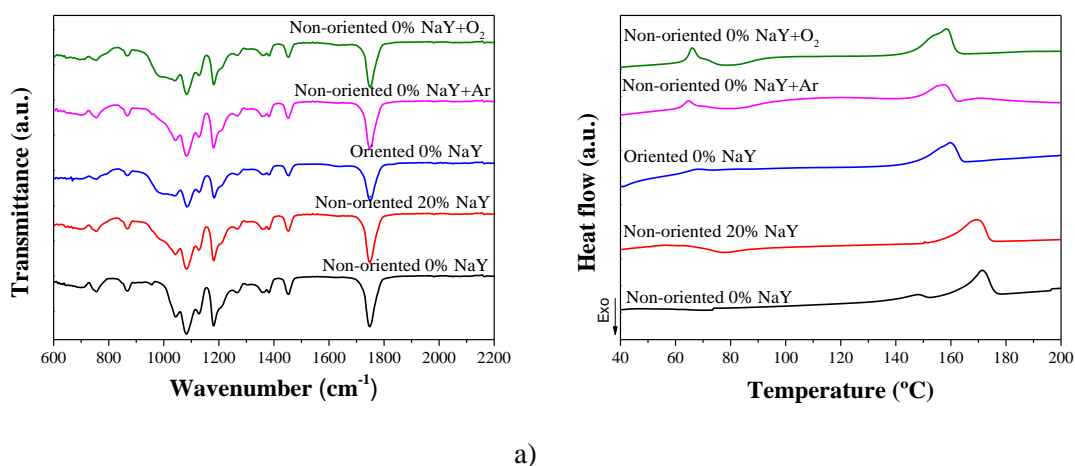 Non-oriented 0% NaY+O₂
Non-oriented 0% NaY+Ar
Oriented 0% NaY
Non-oriented 20% NaY
Non-oriented 0% NaY
Transmittance (a.u.)
600 800 1000 1200 1400 1600 1800 2000 2200
Wavenumber (cm⁻¹)
Non-oriented 0% NaY+O₂
Non-oriented 0% NaY+Ar
Oriented 0% NaY
Non-oriented 20% NaY
Non-oriented 0% NaY
Heat flow (a.u.)
Exo
40 60 80 100 120 140 160 180 200
Temperature (ºC)
a)